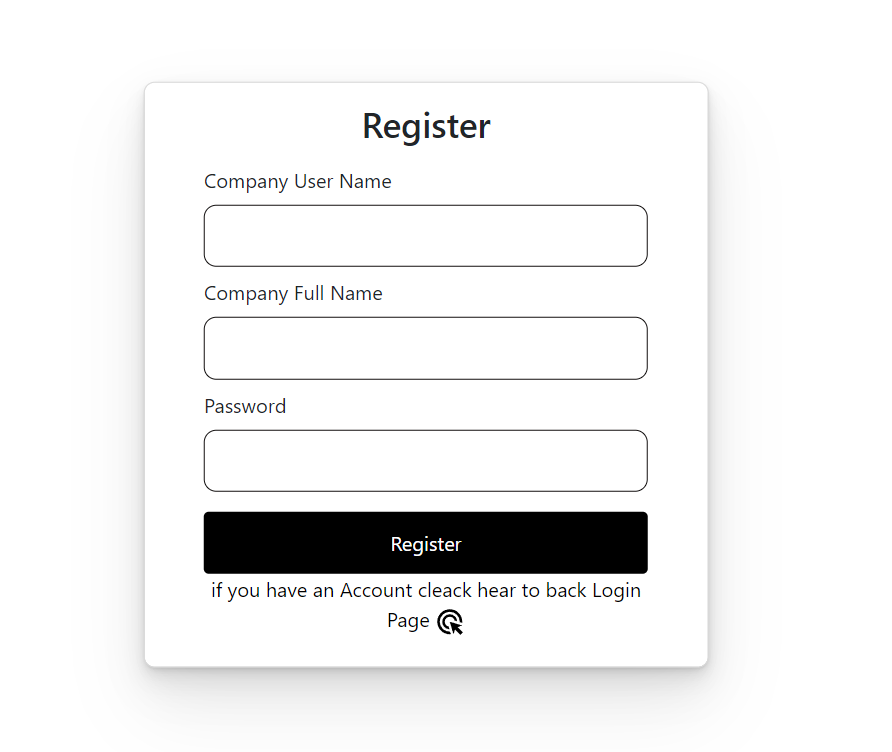 Register
Company User Name
Company Full Name
Password
Register
if you have an Account cleack hear to back Login
Page